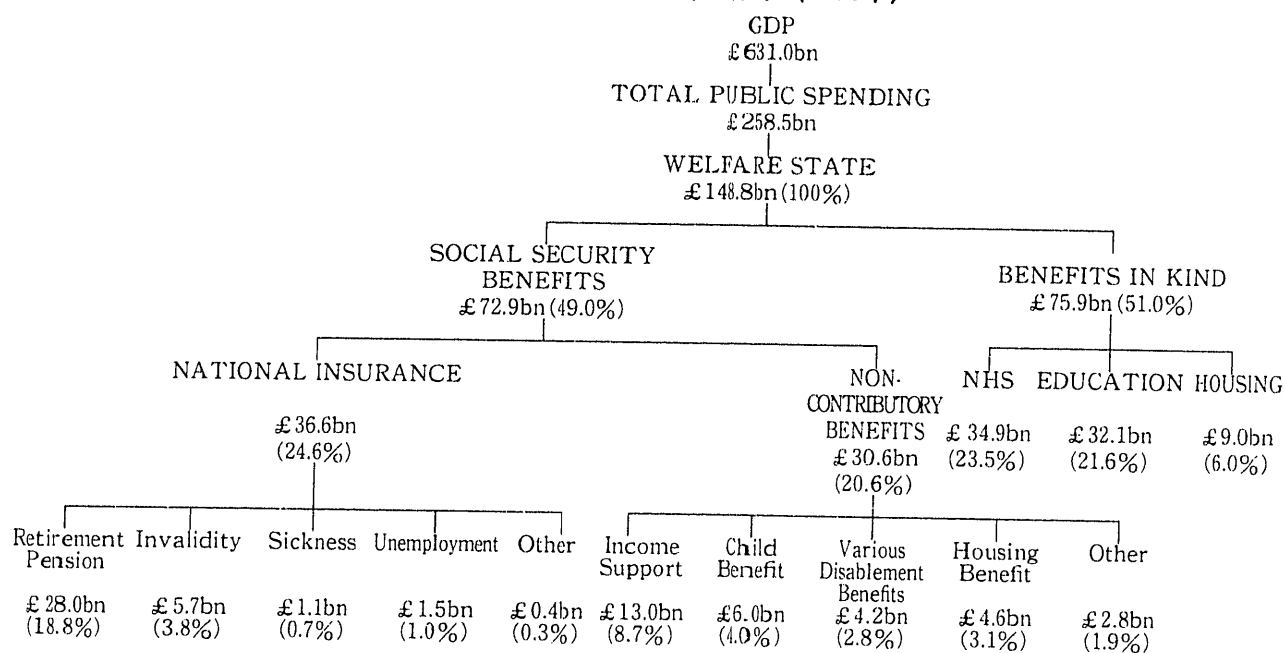 GDP
£631.0bn
TOTAL PUBLIC SPENDING
£258.5bn
WELFARE STATE
£148.8bn (100%)
SOCIAL SECURITY
BENEFITS
£72.9bn (49.0%)
BENEFITS IN KIND
£75.9bn (51.0%)
NATIONAL INSURANCE
£36.6bn
(24.6%)
NON-
CONTRIBUTORY
BENEFITS
£30.6bn
(20.6%)
NHS
£34.9bn
(23.5%)
EDUCATION
£32.1bn
(21.6%)
HOUSING
£9.0bn
(6.0%)
Retirement
Pension
£28.0bn
(18.8%)
Invalidity
£5.7bn
(3.8%)
Sickness
£1.1bn
(0.7%)
Unemployment
£1.5bn
(1.0%)
Other
£0.4bn
(0.3%)
Income
Support
£13.0bn
(8.7%)
Child
Benefit
£6.0bn
(4.0%)
Various
Disablement
Benefits
£4.2bn
(2.8%)
Housing
Benefit
£4.6bn
(3.1%)
Other
£2.8bn
(1.9%)